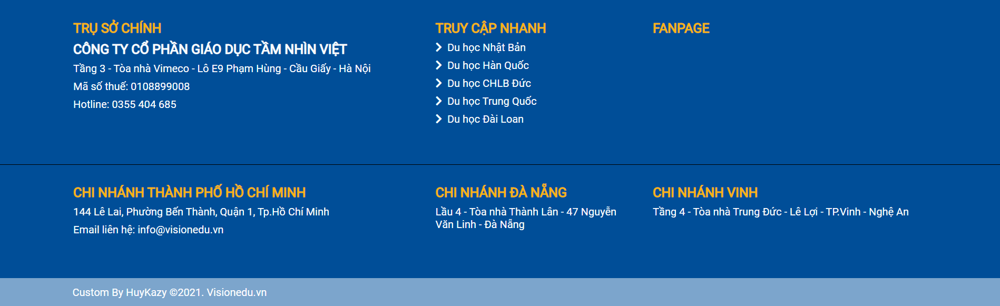 TRỤ SỞ CHÍNH
CÔNG TY CỔ PHẦN GIÁO DỤC TẦM NHÌN VIỆT
Tầng 3 - Tòa nhà Vimeco - Lô E9 Phạm Hùng - Cầu Giấy - Hà Nội
Mã số thuế: 0108899008
Hotline: 0355 404 685
TRUY CẬP NHANH
Du học Nhật Bản
Du học Hàn Quốc
Du học CHLB Đức
Du học Trung Quốc
Du học Đài Loan
FANPAGE
CHI NHÁNH THÀNH PHỐ HỒ CHÍ MINH
144 Lê Lai, Phường Bến Thành, Quận 1, Tp.Hồ Chí Minh
Email liên hệ: info@visionedu.vn
CHI NHÁNH ĐÀ NẴNG
Lầu 4 - Tòa nhà Thành Lân - 47 Nguyễn
Văn Linh - Đà Nẵng
CHI NHÁNH VINH
Tầng 4 - Tòa nhà Trung Đức - Lê Lợi - TP.Vinh - Nghệ An
Custom By HuyKazy ©2021. Visionedu.vn